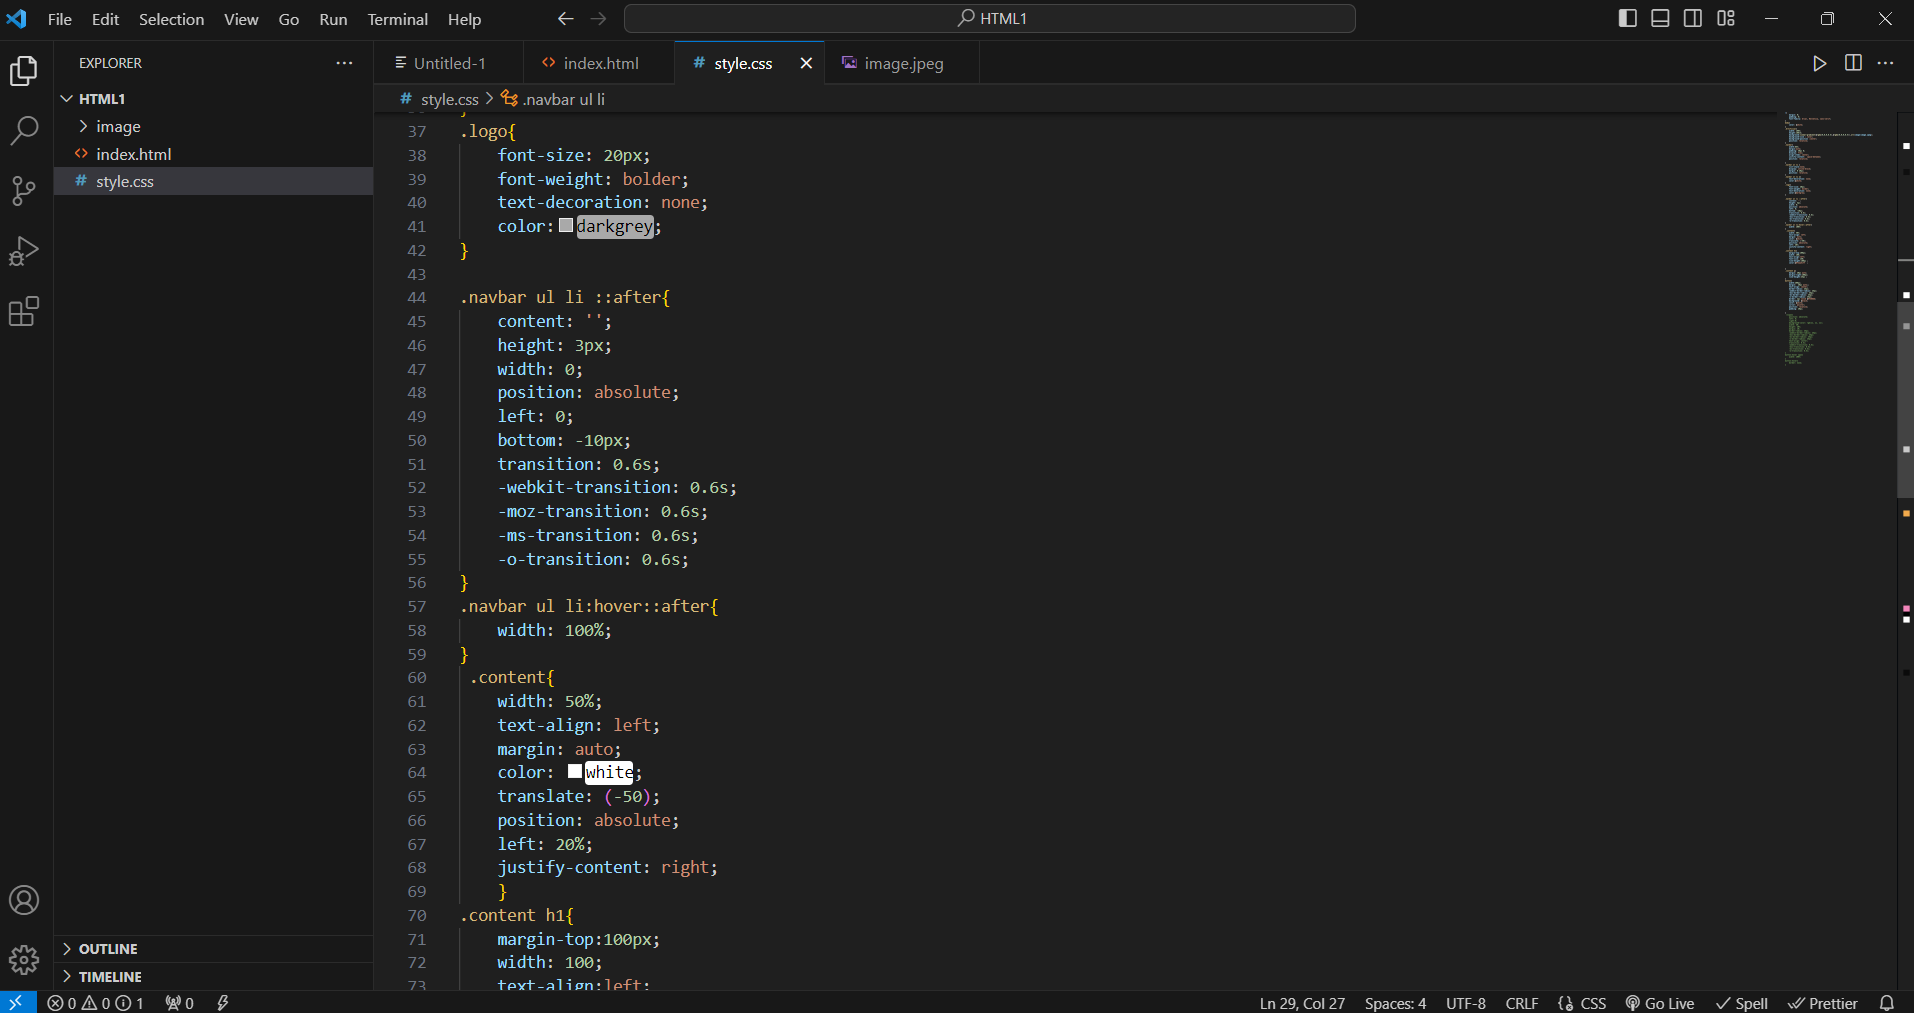 File Edit Selection View Go Run Terminal Help
HTML1
EXPLORER
HTML1
image
index.html
style.css
OUTLINE
TIMELINE
Untitled-1 index.html style.css image.jpeg
style.css > .navbar ul li
37 .logo{
38 font-size: 20px;
39 font-weight: bolder;
40 text-decoration: none;
41 color: darkgrey;
42 }
43
44 .navbar ul li ::after{
45 content: '';
46 height: 3px;
47 width: 0;
48 position: absolute;
49 left: 0;
50 bottom: -10px;
51 transition: 0.6s;
52 -webkit-transition: 0.6s;
53 -moz-transition: 0.6s;
54 -ms-transition: 0.6s;
55 -o-transition: 0.6s;
56 }
57 .navbar ul li:hover::after{
58 width: 100%;
59 }
60 .content{
61 width: 50%;
62 text-align: left;
63 margin: auto;
64 color: white;
65 translate: (-50);
66 position: absolute;
67 left: 20%;
68 justify-content: right;
69 }
70 .content h1{
71 margin-top:100px;
72 width: 100;
73 text-align:left;
0 0 1 0 Ln 29, Col 27 Spaces: 4 UTF-8 CRLF CSS Go Live Spell Prettier